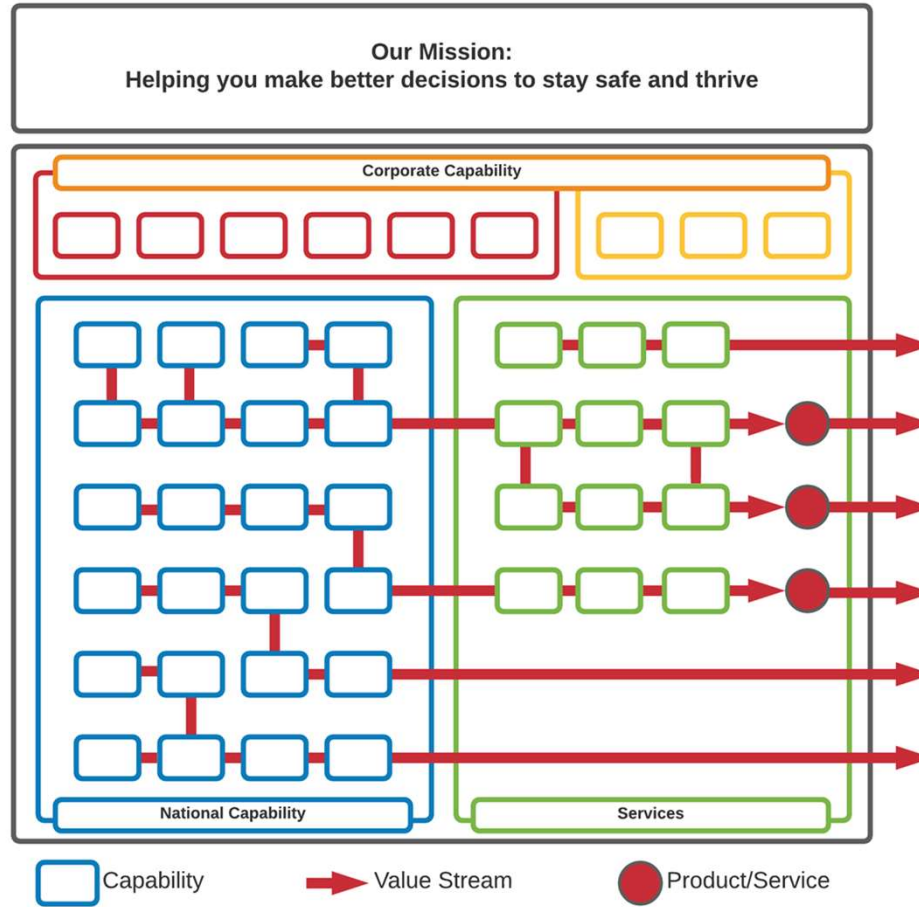 Our Mission:
Helping you make better decisions to stay safe and thrive
Corporate Capability
National Capability
Services
Capability
Value Stream
Product/Service